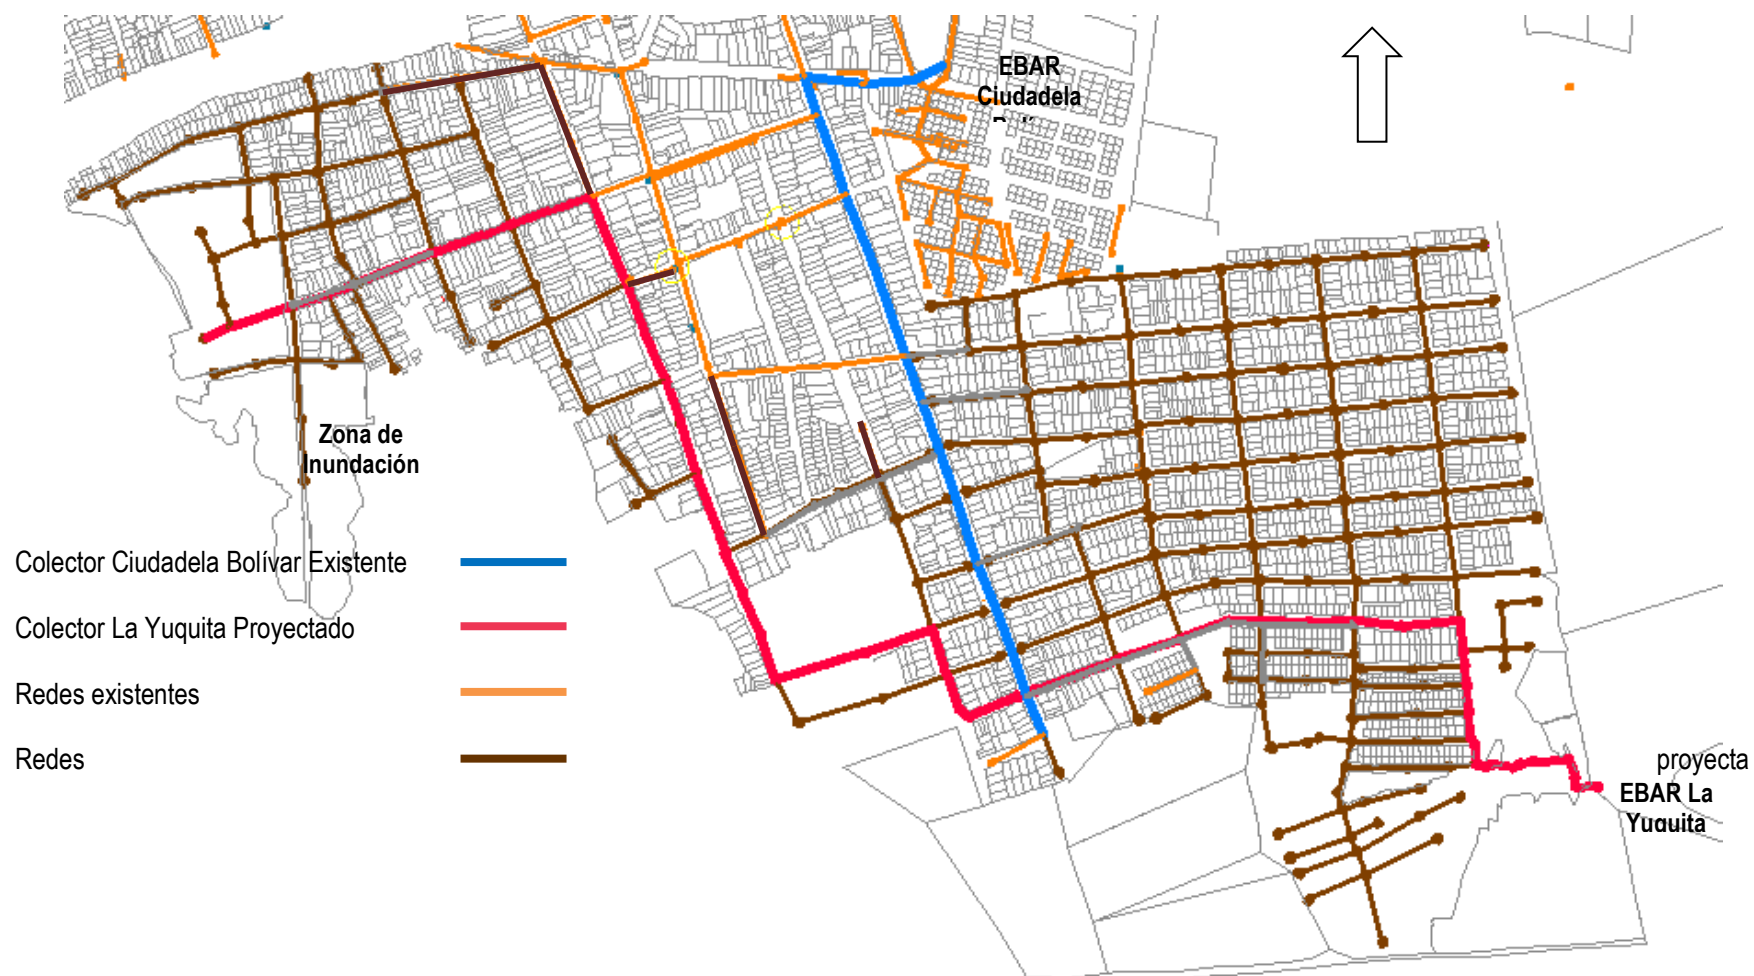 EBAR
Ciudadela
Zona de
Inundación
Colector Ciudadela Bolívar Existente
Colector La Yuquita Proyectado
Redes existentes
Redes
proyecta
EBAR La
Yuquita